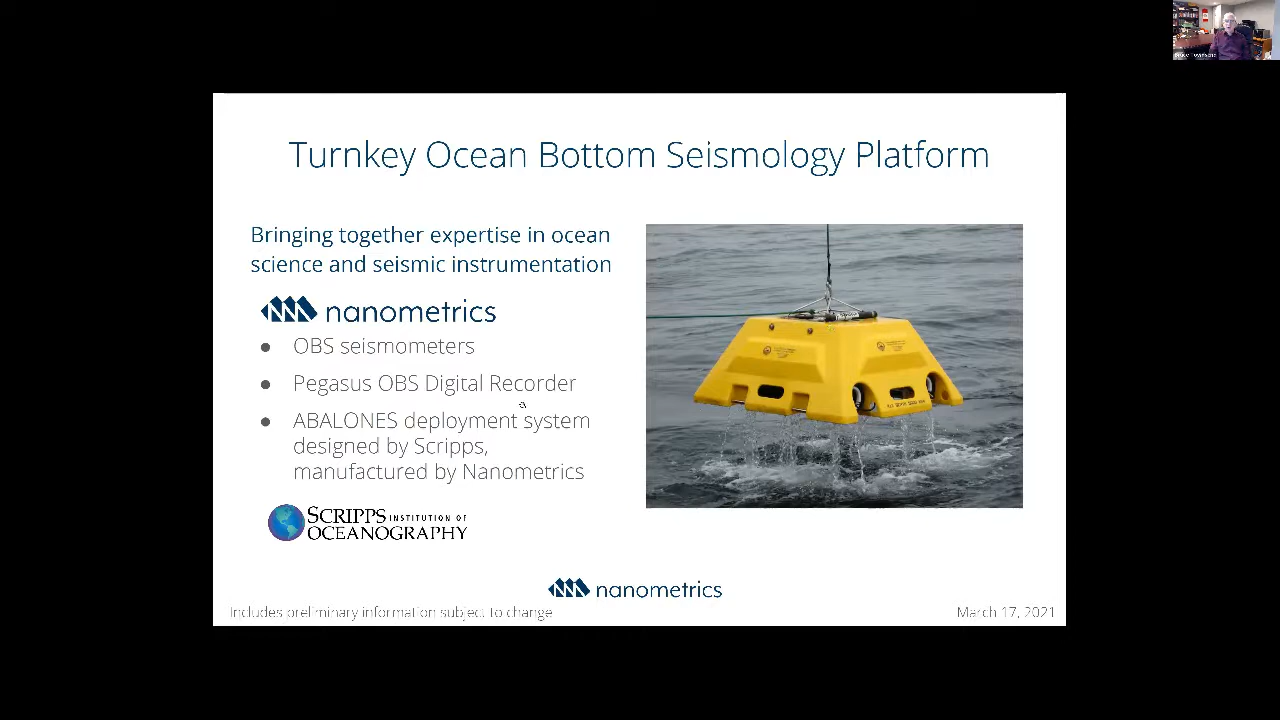 Bruce Townsend
Turnkey Ocean Bottom Seismology Platform
Bringing together expertise in ocean
science and seismic instrumentation
nanometrics
● OBS seismometers
● Pegasus OBS Digital Recorder
● ABALONES deployment system
designed by Scripps,
manufactured by Nanometrics
SCRIPPS INSTITUTION OF
OCEANOGRAPHY
nanometrics
Includes preliminary information subject to change
March 17, 2021